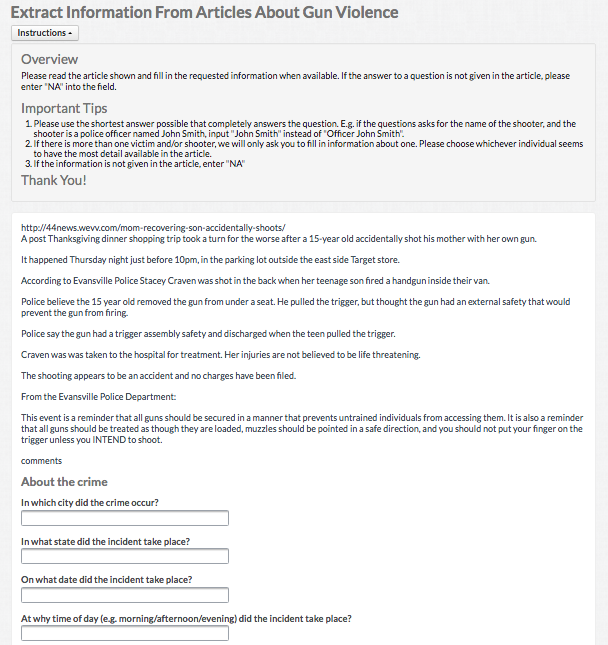 Extract Information From Articles About Gun Violence
Instructions
Overview
Please read the article shown and fill in the requested information when available. If the answer to a question is not given in the article, please
enter "NA" into the field.
Important Tips
1. Please use the shortest answer possible that completely answers the question. E.g. if the questions asks for the name of the shooter, and the
shooter is a police officer named John Smith, input "John Smith" instead of "Officer John Smith".
2. If there is more than one victim and/or shooter, we will only ask you to fill in information about one. Please choose whichever individual seems
to have the most detail available in the article.
3. If the information is not given in the article, enter "NA"
Thank You!
http://44news.wevv.com/mom-recovering-son-accidentally-shoots/
A post Thanksgiving dinner shopping trip took a turn for the worse after a 15-year old accidentally shot his mother with her own gun.
It happened Thursday night just before 10pm, in the parking lot outside the east side Target store.
According to Evansville Police Stacey Craven was shot in the back when her teenage son fired a handgun inside their van.
Police believe the 15 year old removed the gun from under a seat. He pulled the trigger, but thought the gun had an external safety that would
prevent the gun from firing.
Police say the gun had a trigger assembly safety and discharged when the teen pulled the trigger.
Craven was was taken to the hospital for treatment. Her injuries are not believed to be life threatening.
The shooting appears to be an accident and no charges have been filed.
From the Evansville Police Department:
This event is a reminder that all guns should be secured in a manner that prevents untrained individuals from accessing them. It is also a reminder
that all guns should be treated as though they are loaded, muzzles should be pointed in a safe direction, and you should not put your finger on the
trigger unless you INTEND to shoot.
comments
About the crime
In which city did the crime occur?
In what state did the incident take place?
On what date did the incident take place?
At why time of day (e.g. morning/afternoon/evening) did the incident take place?